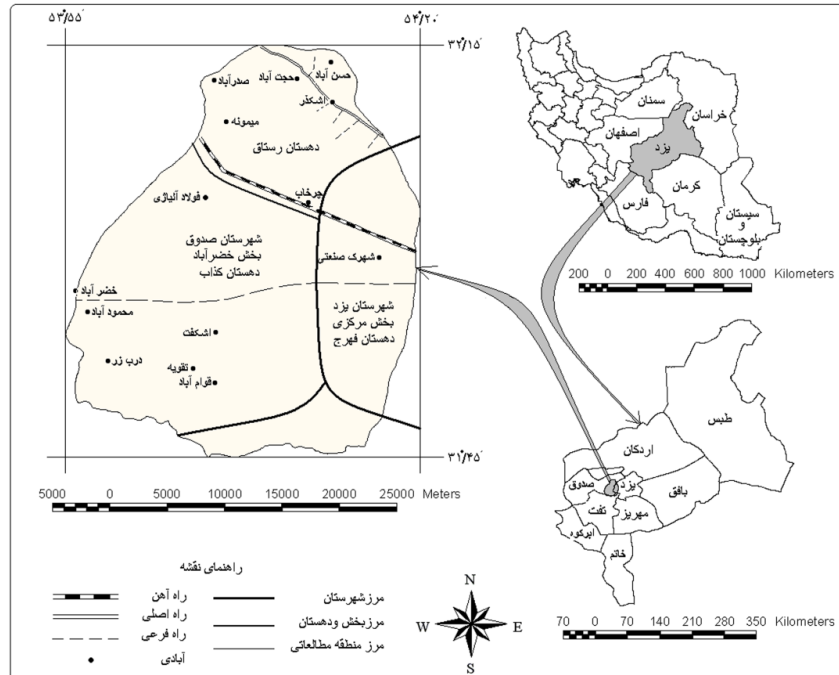 ۵۳°۵۵′
۵۴°۲۰′
۳۲°۱۵′
حسن آباد
حجت آباد
صدرآباد
اشکذر
میمونه
دهستان رستاق
چرخاب
فولاد آلیاژی
شهرستان صدوق
بخش خضرآباد
دهستان کذاب
شهرک صنعتی
خضر آباد
محمود آباد
شهرستان یزد
بخش مرکزی
دهستان فهرج
اشکفت
درب زر
تقویه
قوام آباد
۳۱°۴۵′
5000 0 5000 10000 15000 20000 25000 Meters
راهنمای نقشه
راه آهن
راه اصلی
راه فرعی
آبادی
مرزشهرستان
مرزبخش ودهستان
مرز منطقه مطالعاتی
N
W E
S
سمنان
خراسان
اصفهان
یزد
کرمان
فارس
سیستان
و
بلوچستان
200 0 200 400 600 800 1000 Kilometers
طبس
اردکان
صدوق
یزد
بافق
تفت
مهریز
ابرکوه
خاتم
70 0 70 140 210 280 350 Kilometers